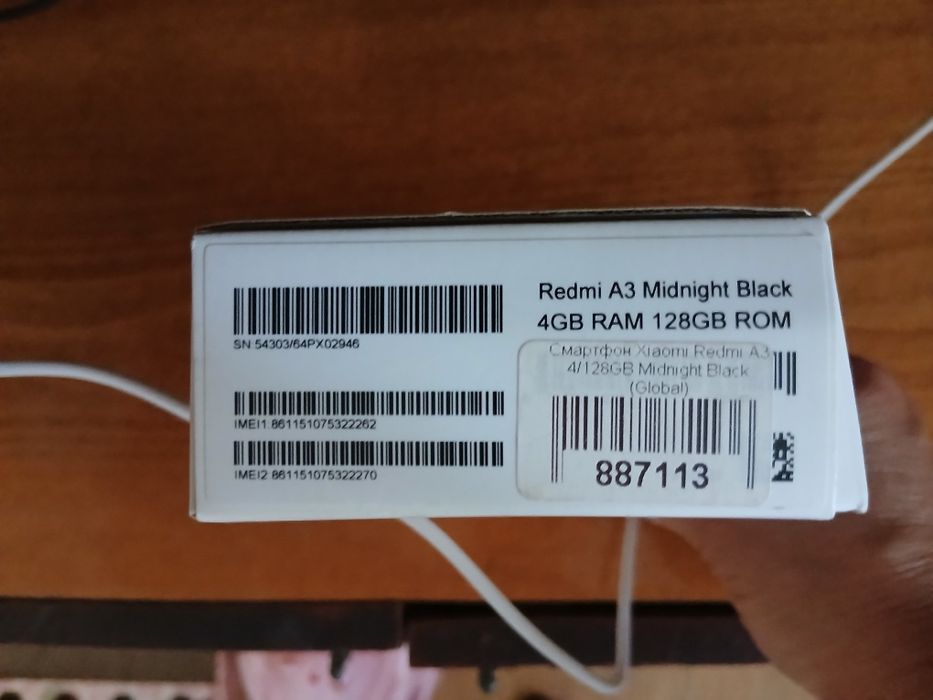 SN 54303/64PX02946
IMEI1 861151075322262
IMEI2 861151075322270
Redmi A3 Midnight Black
4GB RAM 128GB ROM
Смартфон Xiaomi Redmi A3
4/128GB Midnight Black
(Global)
887113